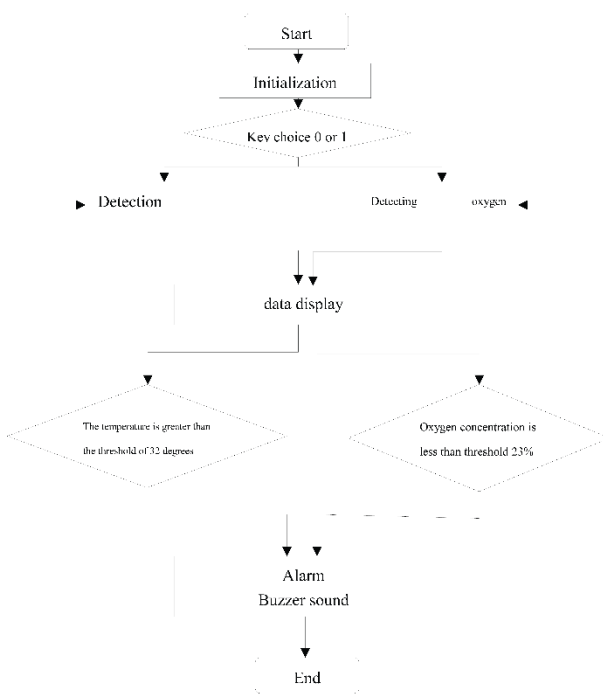 Start
Initialization
Key choice 0 or 1
Detection
Detecting oxygen
data display
The temperature is greater than
the threshold of 32 degrees
Oxygen concentration is
less than threshold 23%
Alarm
Buzzer sound
End